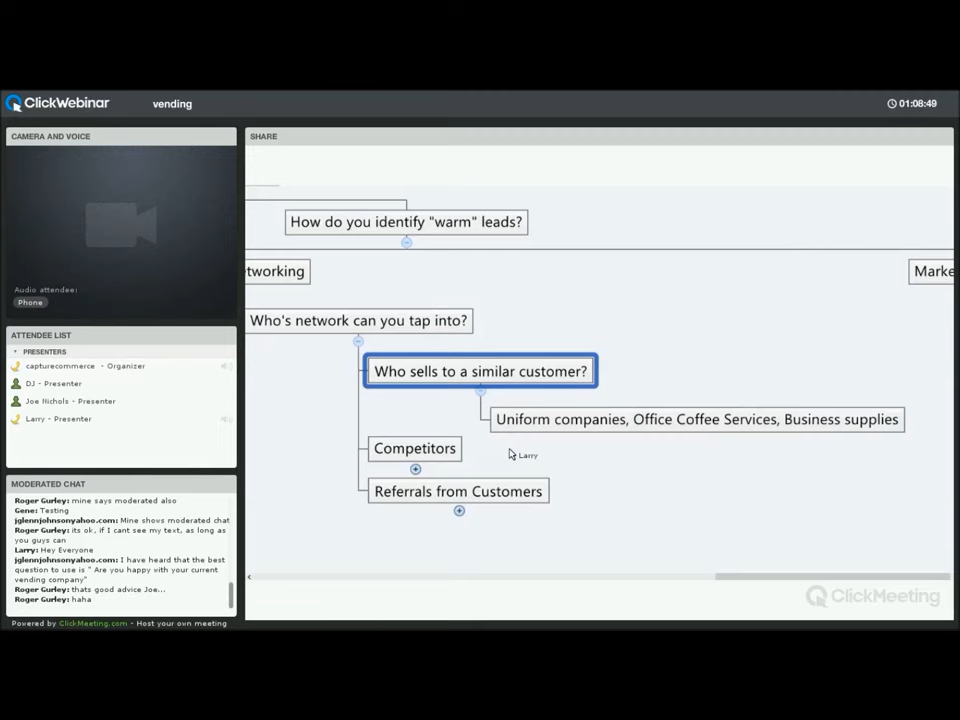 ClickWebinar
vending
01:08:49
CAMERA AND VOICE
Audio attendee:
Phone
ATTENDEE LIST
PRESENTERS
capturecommerce - Organizer
DJ - Presenter
Joe Nichols - Presenter
Larry - Presenter
MODERATED CHAT
Roger Gurley: mine says moderated also
Gene: Testing
jglennjohnsonyahoo.com: Mine shovs moderated chat
Roger Gurley: its ok, if I cant see my text, as long as
you guys can
Larry: Hey Everyone
jglennjohnsonyahoo.com: I have heard that the best
question to use is " Are you happy with your current
vending company"
Roger Gurley: thats good advice Joe...
Roger Gurley: haha
Powered by ClickMeeting.com - Host your own meeting
SHARE
How do you identify "warm" leads?
etworking
Marke
Who's network can you tap into?
Who sells to a similar customer?
Uniform companies, Office Coffee Services, Business supplies
Competitors
Larry
Referrals from Customers
ClickMeeting